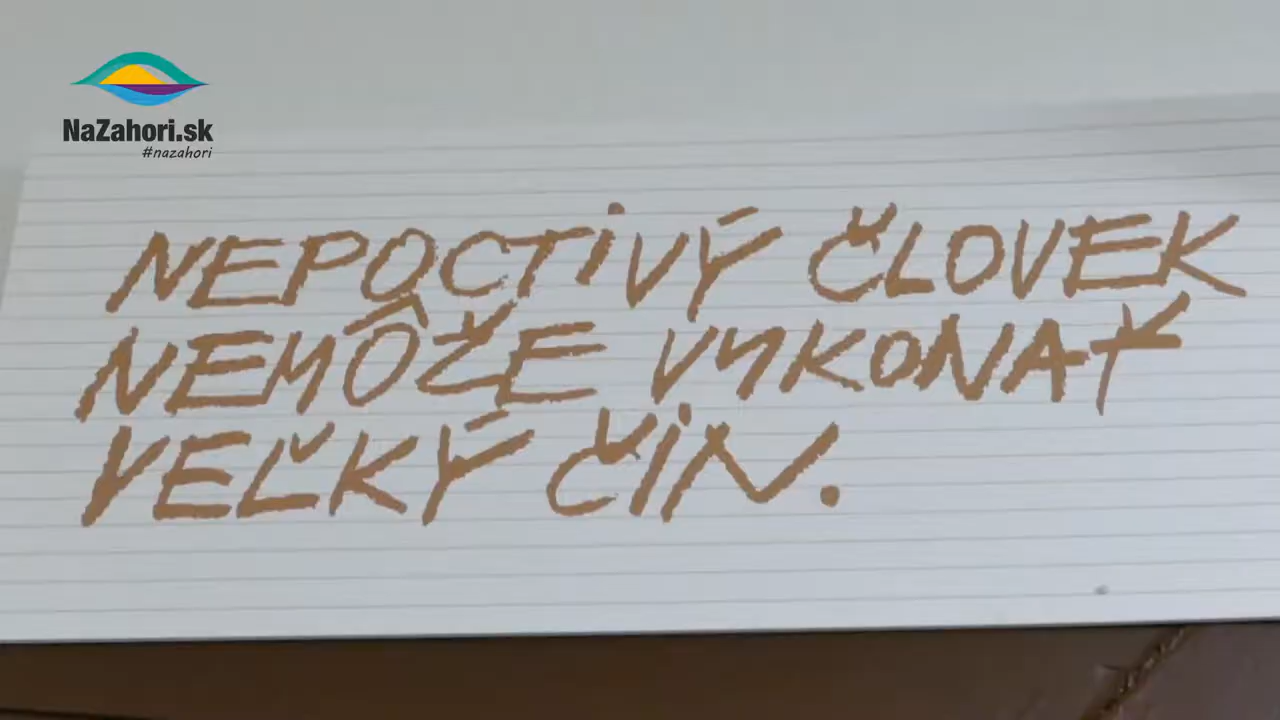 NaZahori.sk
#nazahori
NEPOCTIVÝ ČLOVEK
NEMÔŽE VYKONAŤ
VEĽKÝ ČIN.